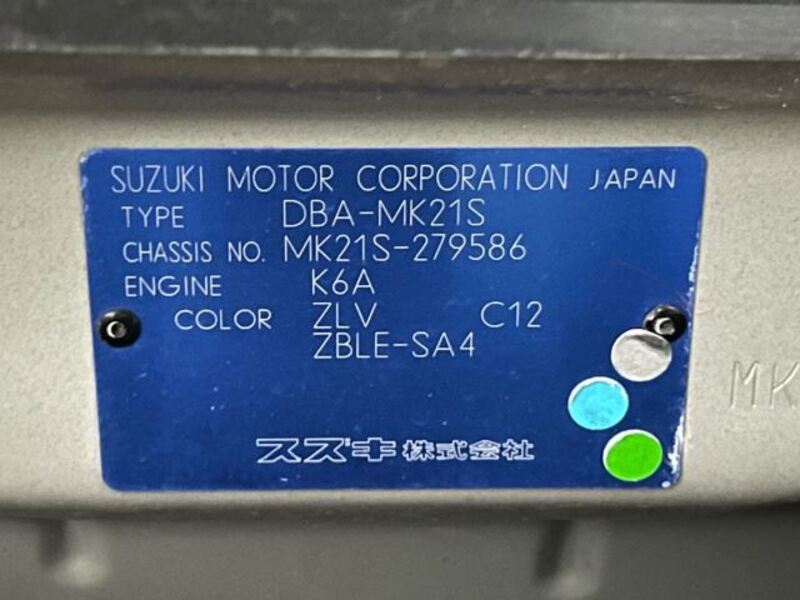 SUZUKI MOTOR CORPORATION JAPAN
TYPE DBA-MK21S
CHASSIS NO. MK21S-279586
ENGINE K6A
COLOR ZLV C12
ZBLE-SA4
スズキ株式会社
MK